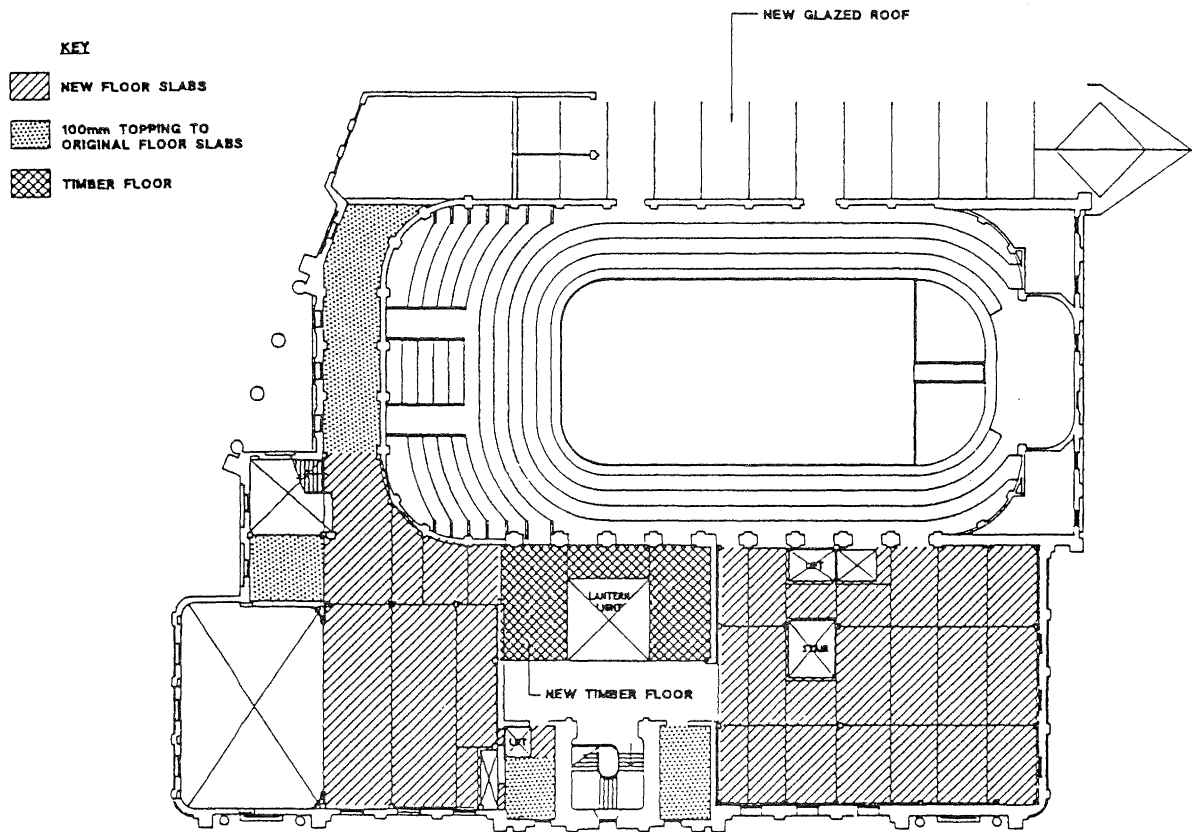 NEW GLAZED ROOF
KEY
NEW FLOOR SLABS
100mm TOPPING TO
ORIGINAL FLOOR SLABS
TIMBER FLOOR
LIFT
LANTERN
LIGHT
STAIR
NEW TIMBER FLOOR
LIFT